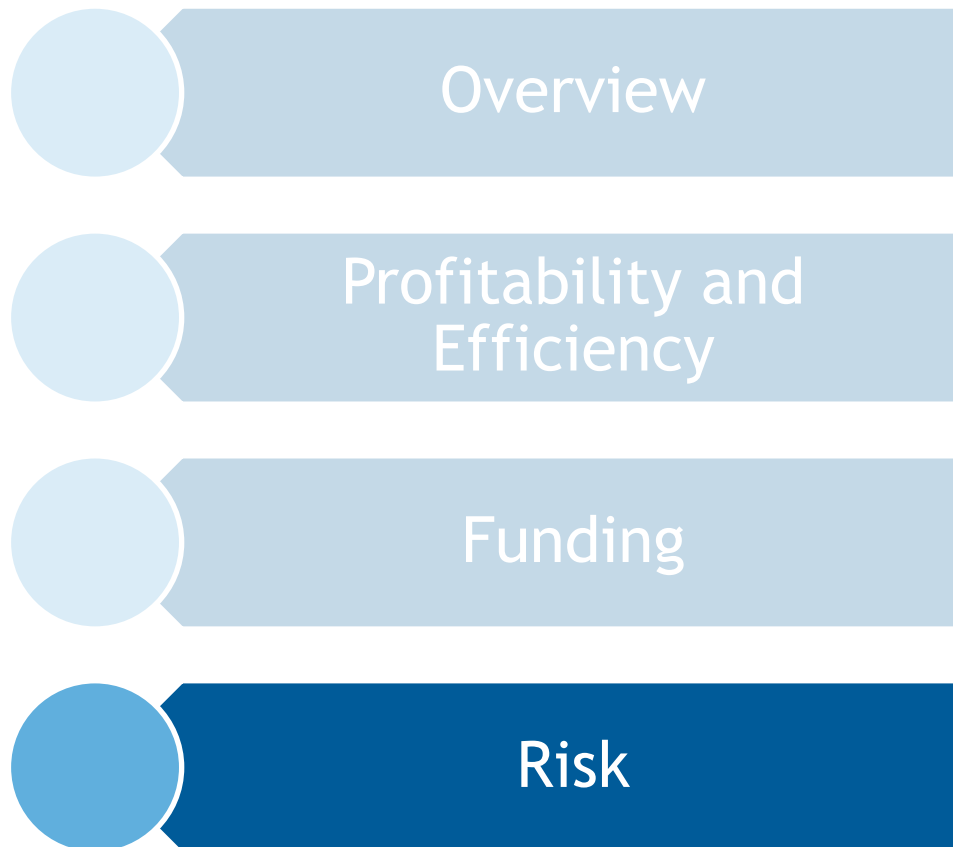 Overview
Profitability and
Efficiency
Funding
Risk